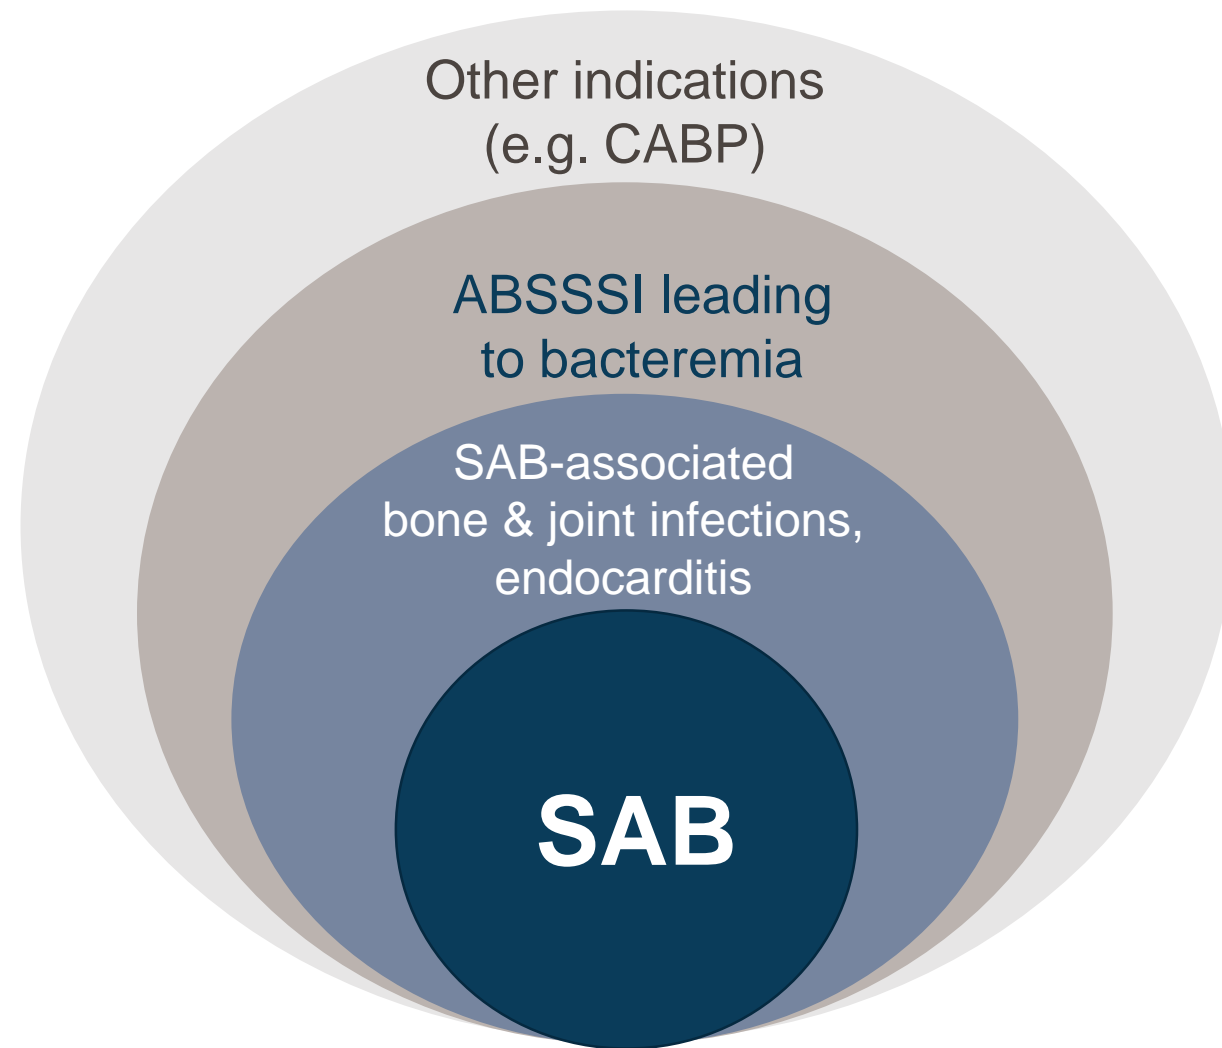 Other indications
(e.g. CABP)
ABSSSI leading
to bacteremia
SAB-associated
bone & joint infections,
endocarditis
SAB